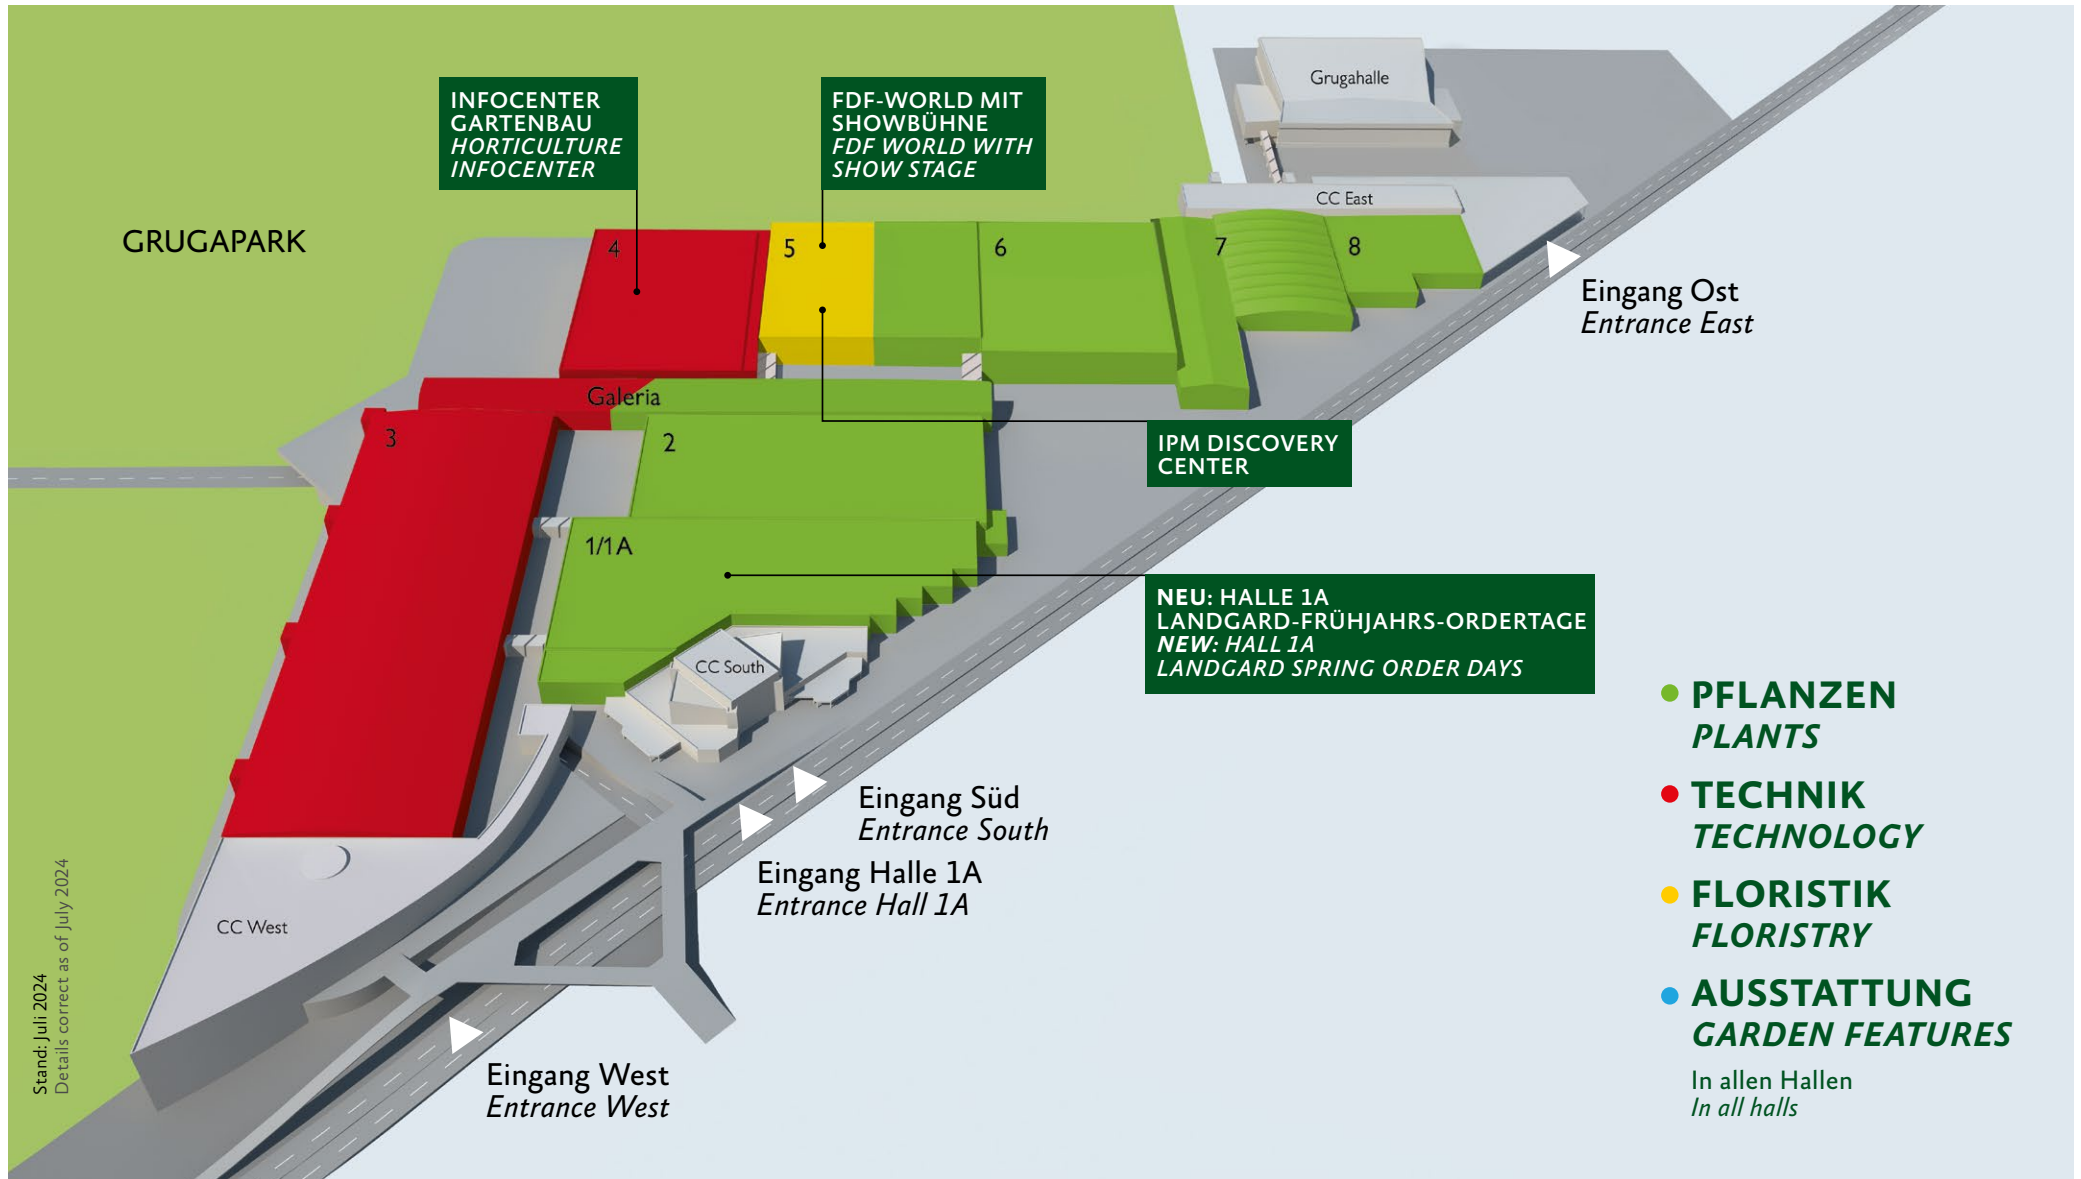 Grugahalle
INFOCENTER
GARTENBAU
HORTICULTURE
INFOCENTER
FDF-WORLD MIT
SHOWBÜHNE
FDF WORLD WITH
SHOW STAGE
CC East
GRUGAPARK
4
5
6
7
8
Eingang Ost
Entrance East
Galeria
3
2
IPM DISCOVERY
CENTER
1/1A
NEU: HALLE 1A
LANDGARD-FRÜHJAHRS-ORDERTAGE
NEW: HALL 1A
LANDGARD SPRING ORDER DAYS
CC South
Eingang Süd
Entrance South
Eingang Halle 1A
Entrance Hall 1A
CC West
Eingang West
Entrance West
PFLANZEN
PLANTS
TECHNIK
TECHNOLOGY
FLORISTIK
FLORISTRY
AUSSTATTUNG
GARDEN FEATURES
In allen Hallen
In all halls
Stand: Juli 2024
Details correct as of July 2024